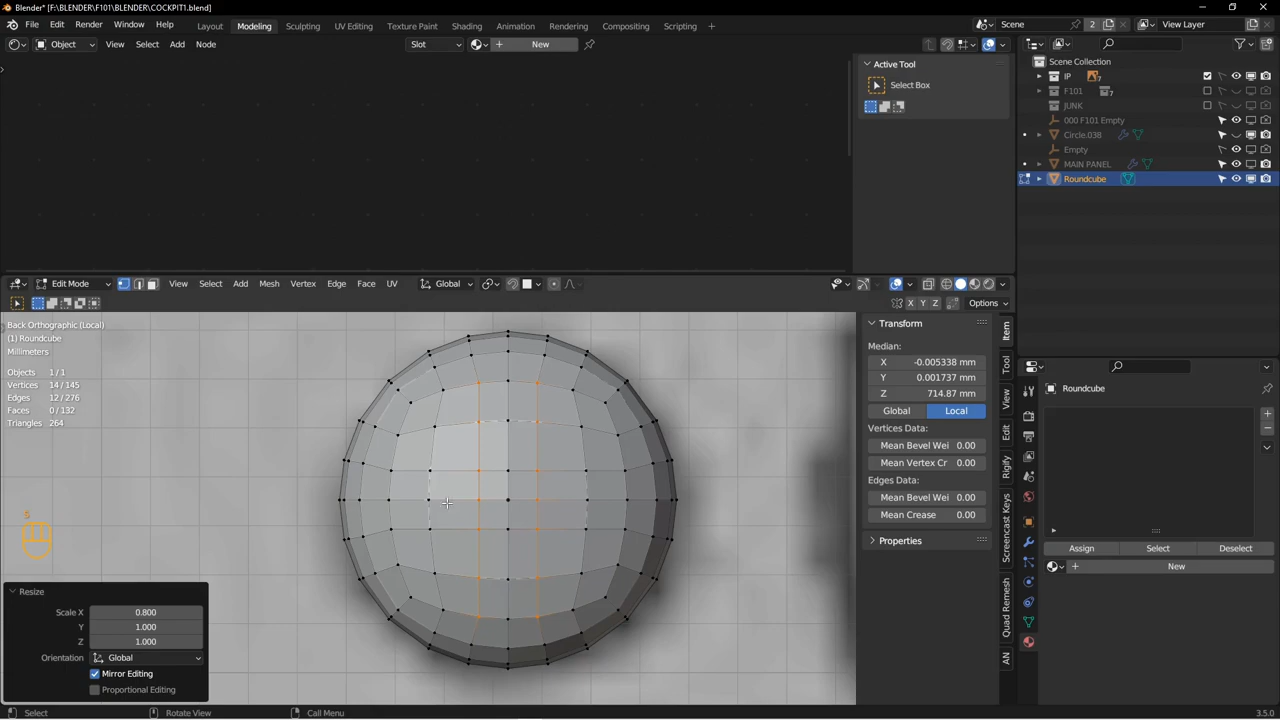 Blender* [F:\F101\BLENDER\COCKPIT1.blend]
File Edit Render Window Help Layout Modeling Sculpting UV Editing Texture Paint Shading Animation Rendering Compositing Scripting + Scene 2 View Layer
Object View Select Add Node Slot New
Active Tool
Select Box
Scene Collection
IP 7
F101 7
JUNK
000 F101 Empty
Circle.038
Empty
MAIN PANEL
Roundcube
Edit Mode View Select Add Mesh Vertex Edge Face UV Global
X Y Z Options
Back Orthographic (Local)
(1) Roundcube
Millimeters
Objects 1/1
Vertices 14/145
Edges 12/276
Faces 0/132
Triangles 264
Transform
Median:
X -0.005338 mm
Y 0.001737 mm
Z 714.87 mm
Global Local
Vertices Data:
Mean Bevel Wei 0.00
Mean Vertex Cr 0.00
Edges Data:
Mean Bevel Wei 0.00
Mean Crease 0.00
Properties
Item
Tool
View
Edit
Rigify
Screencast Keys
Quad Remesh
AN
Roundcube
Assign Select Deselect
New
S
Resize
Scale X 0.800
Y 1.000
Z 1.000
Orientation Global
Mirror Editing
Proportional Editing
Select Rotate View Call Menu 3.5.0